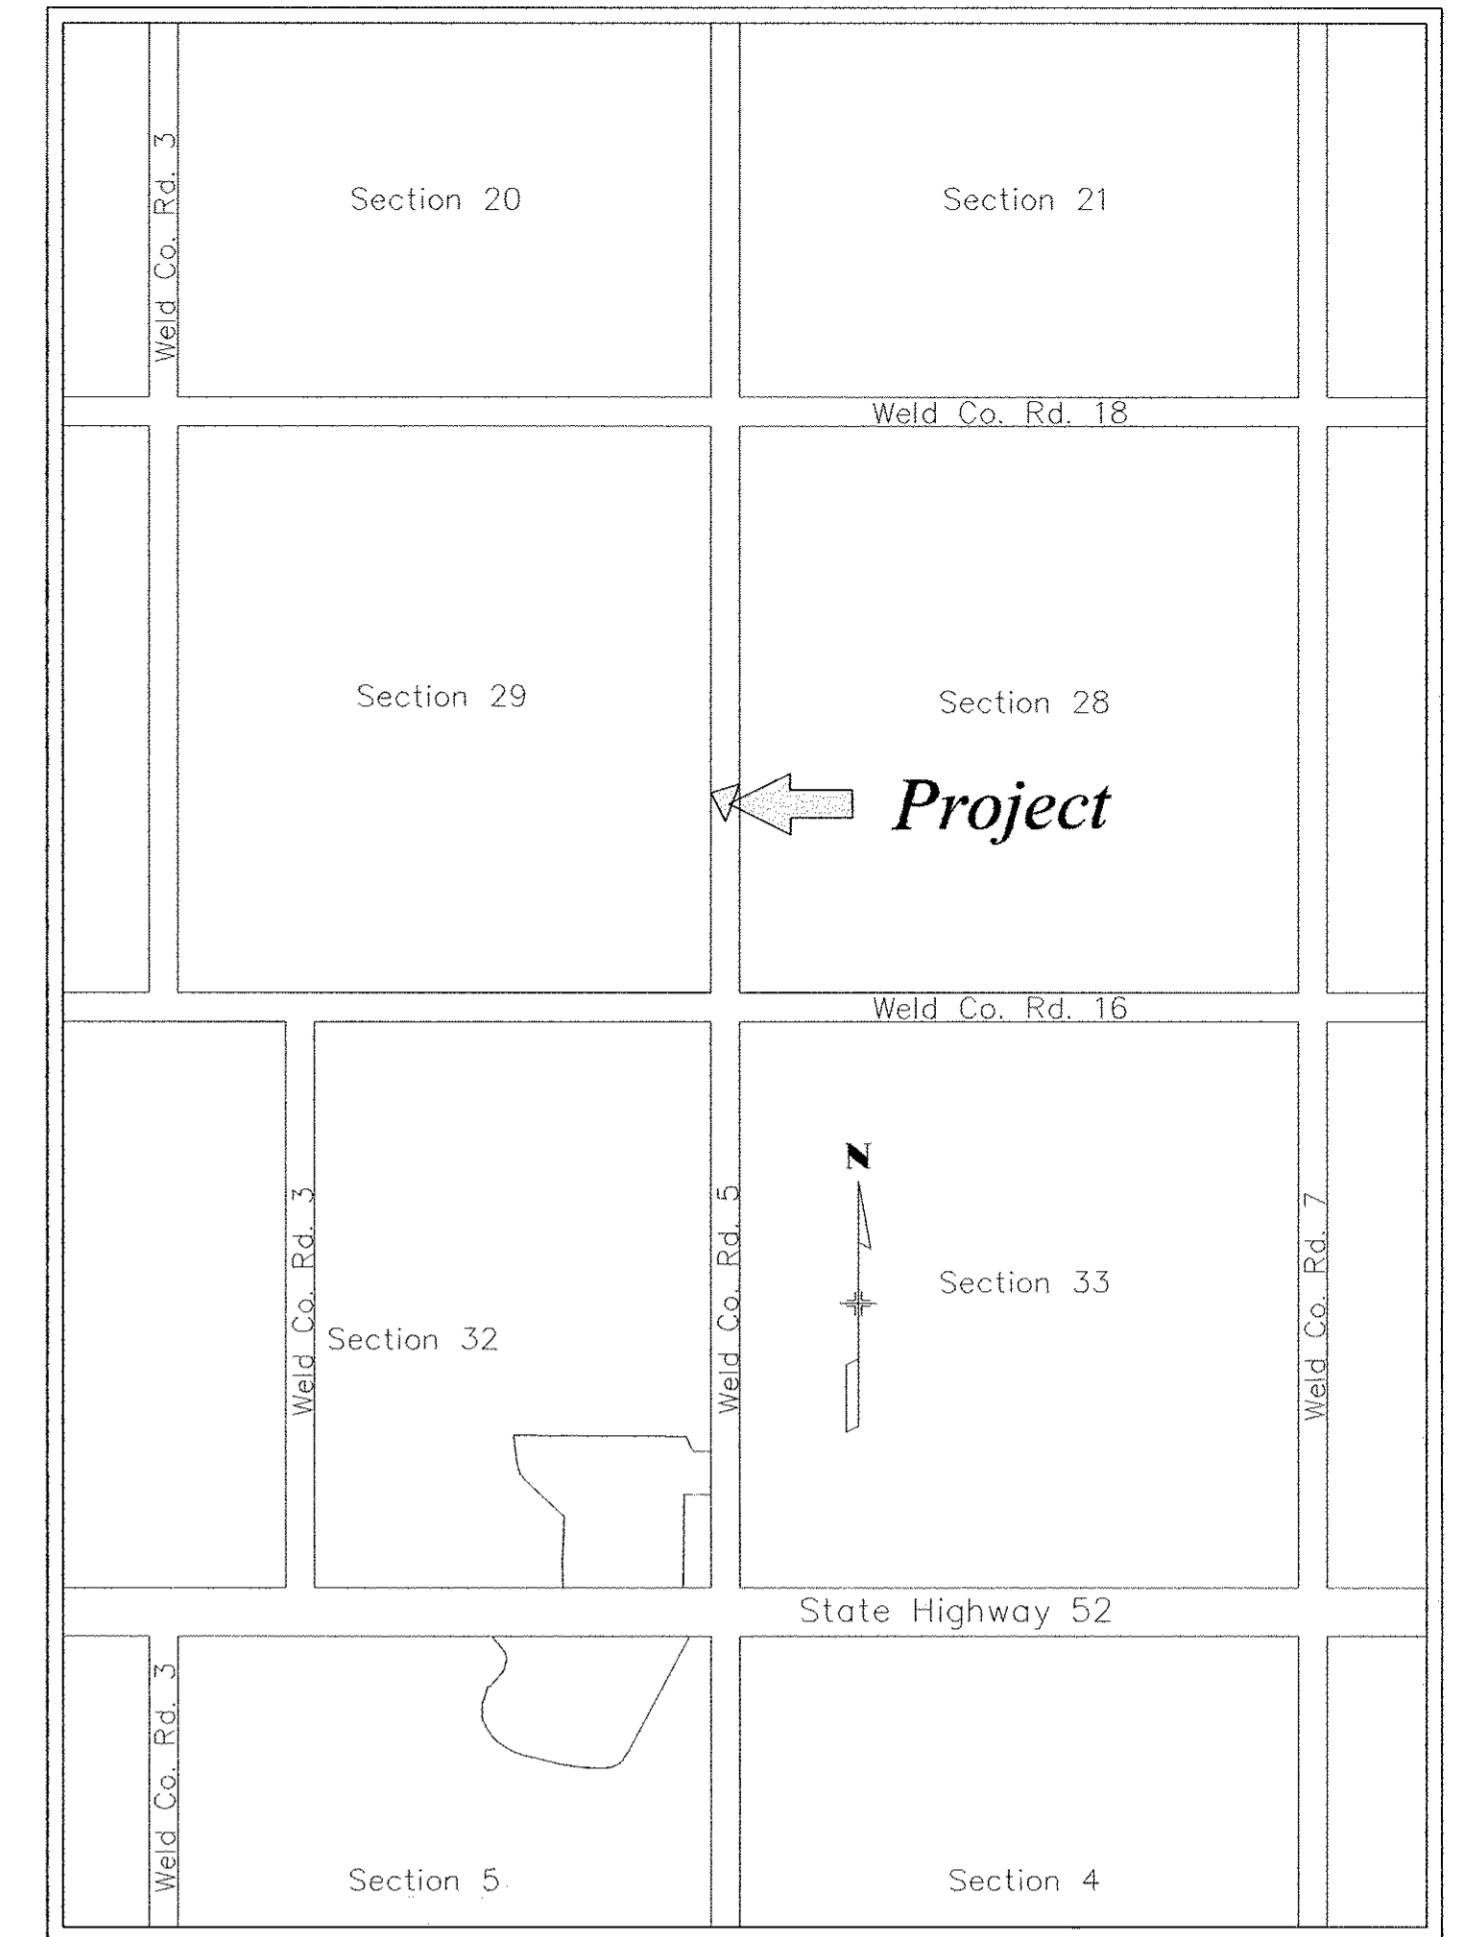 Weld Co. Rd. 3
Section 20
Section 21
Weld Co. Rd. 18
Section 29
Section 28
Project
Weld Co. Rd. 16
N
Weld Co. Rd. 3
Weld Co. Rd. 5
Weld Co. Rd. 7
Section 33
Section 32
State Highway 52
Weld Co. Rd. 3
Section 5
Section 4